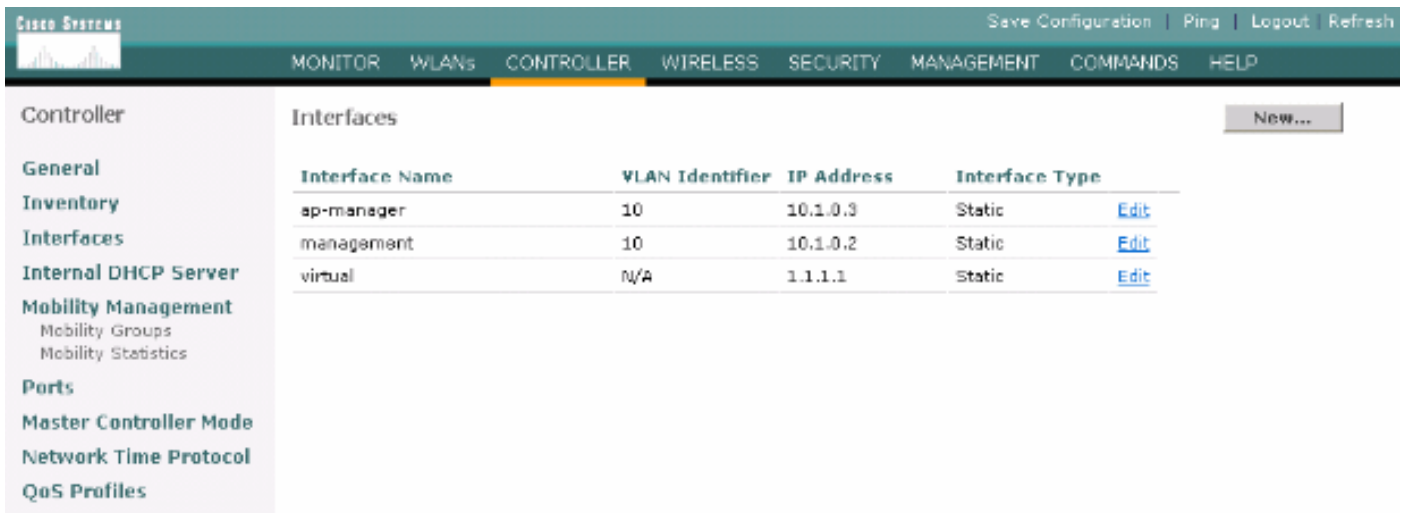 CISCO SYSTEMS
Save Configuration | Ping | Logout | Refresh
MONITOR WLANs CONTROLLER WIRELESS SECURITY MANAGEMENT COMMANDS HELP
Controller
General
Inventory
Interfaces
Internal DHCP Server
Mobility Management
Mobility Groups
Mobility Statistics
Ports
Master Controller Mode
Network Time Protocol
QoS Profiles
Interfaces
New...
Interface Name VLAN Identifier IP Address Interface Type
ap-manager 10 10.1.0.3 Static Edit
management 10 10.1.0.2 Static Edit
virtual N/A 1.1.1.1 Static Edit